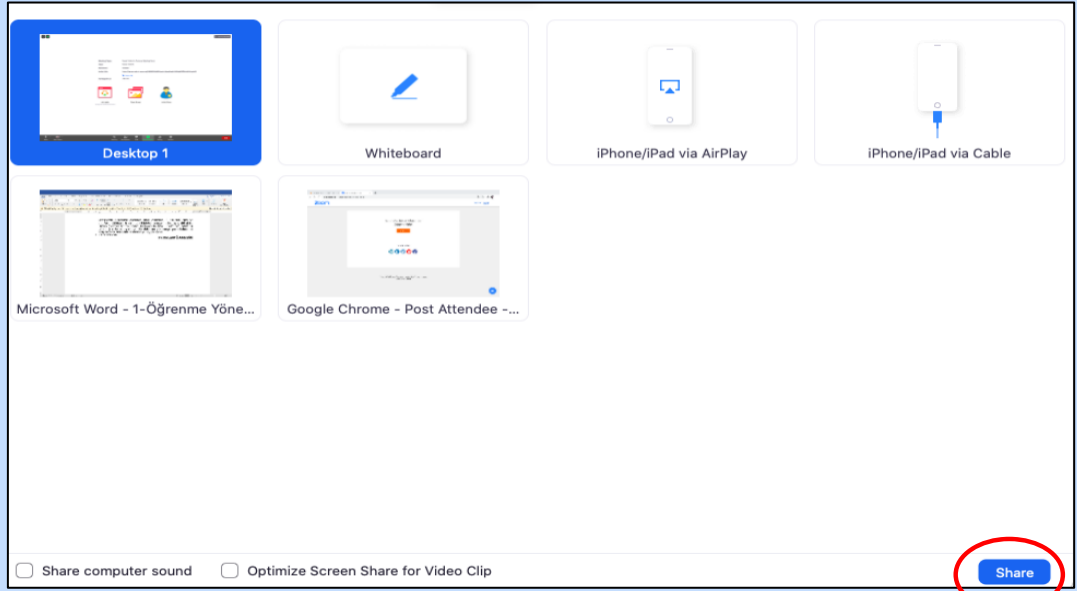 Desktop 1
Whiteboard
iPhone/iPad via AirPlay
iPhone/iPad via Cable
Microsoft Word - 1-Öğrenme Yöne...
Google Chrome - Post Attendee -...
Share computer sound
Optimize Screen Share for Video Clip
Share